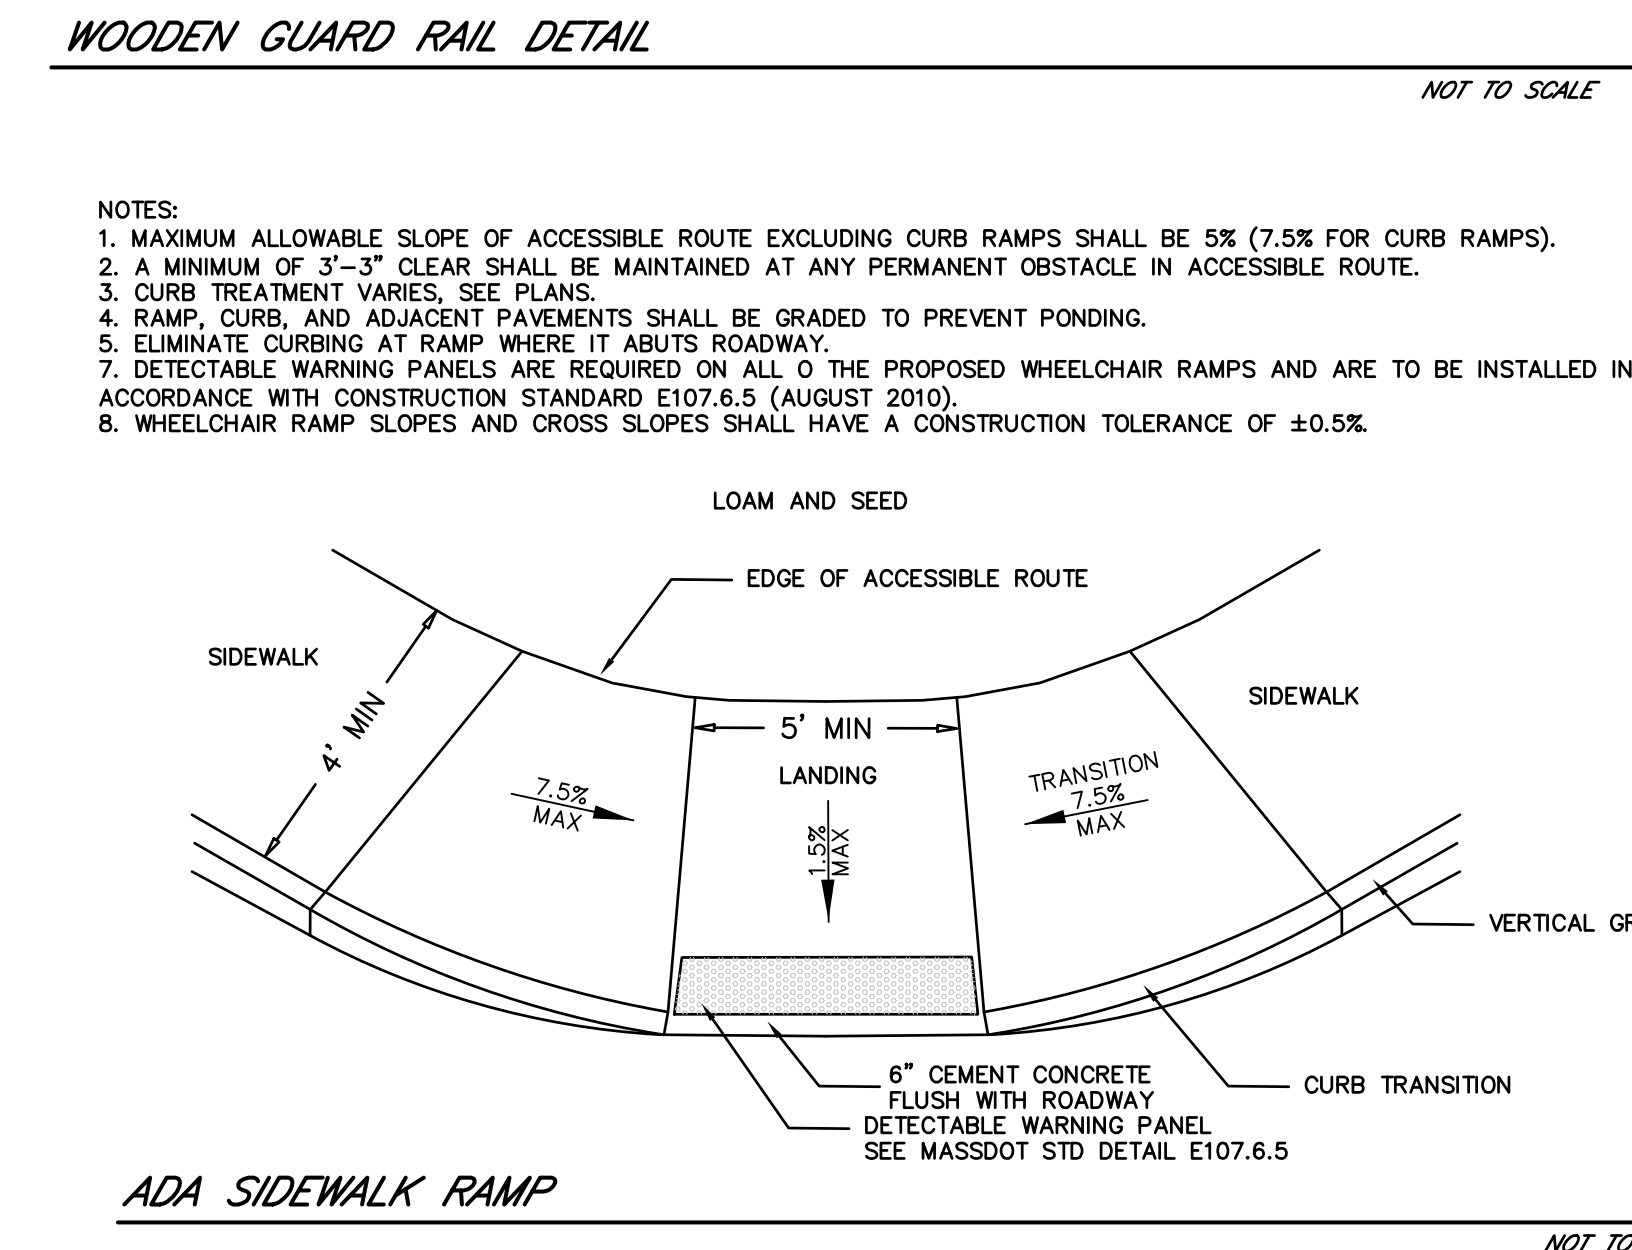 WOODEN GUARD RAIL DETAIL
NOT TO SCALE
NOTES:
1. MAXIMUM ALLOWABLE SLOPE OF ACCESSIBLE ROUTE EXCLUDING CURB RAMPS SHALL BE 5% (7.5% FOR CURB RAMPS).
2. A MINIMUM OF 3'-3" CLEAR SHALL BE MAINTAINED AT ANY PERMANENT OBSTACLE IN ACCESSIBLE ROUTE.
3. CURB TREATMENT VARIES, SEE PLANS.
4. RAMP, CURB, AND ADJACENT PAVEMENTS SHALL BE GRADED TO PREVENT PONDING.
5. ELIMINATE CURBING AT RAMP WHERE IT ABUTS ROADWAY.
7. DETECTABLE WARNING PANELS ARE REQUIRED ON ALL O THE PROPOSED WHEELCHAIR RAMPS AND ARE TO BE INSTALLED IN
ACCORDANCE WITH CONSTRUCTION STANDARD E107.6.5 (AUGUST 2010).
8. WHEELCHAIR RAMP SLOPES AND CROSS SLOPES SHALL HAVE A CONSTRUCTION TOLERANCE OF ±0.5%.
LOAM AND SEED
EDGE OF ACCESSIBLE ROUTE
SIDEWALK
SIDEWALK
4' MIN
5' MIN
LANDING
7.5%
MAX
TRANSITION
7.5%
MAX
1.5%
MAX
VERTICAL
6" CEMENT CONCRETE
FLUSH WITH ROADWAY
CURB TRANSITION
DETECTABLE WARNING PANEL
SEE MASSDOT STD DETAIL E107.6.5
ADA SIDEWALK RAMP
NOT TO